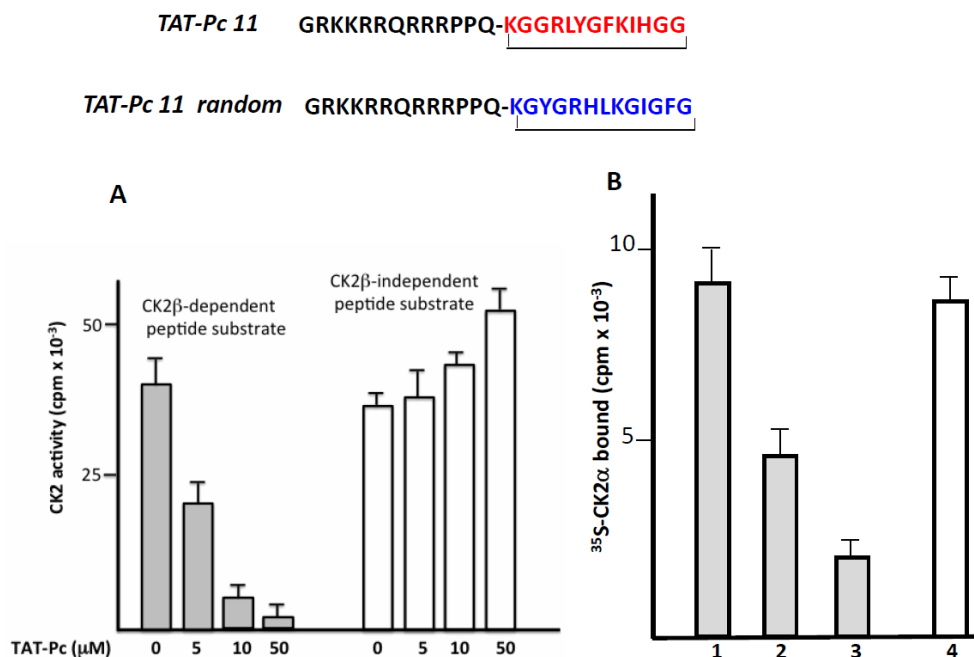 TAT-Pc 11 GRKKRRQRRRPPQ-KGGRLYGFKIHGG
TAT-Pc 11 random GRKKRRQRRRPPQ-KGYGRHLKGIGFG
A
CK2 activity (cpm x 10⁻³)
50
25
CK2β-dependent
peptide substrate
CK2β-independent
peptide substrate
TAT-Pc (μM) 0 5 10 50 0 5 10 50
B
³⁵S-CK2α bound (cpm x 10⁻³)
10
5
1 2 3 4